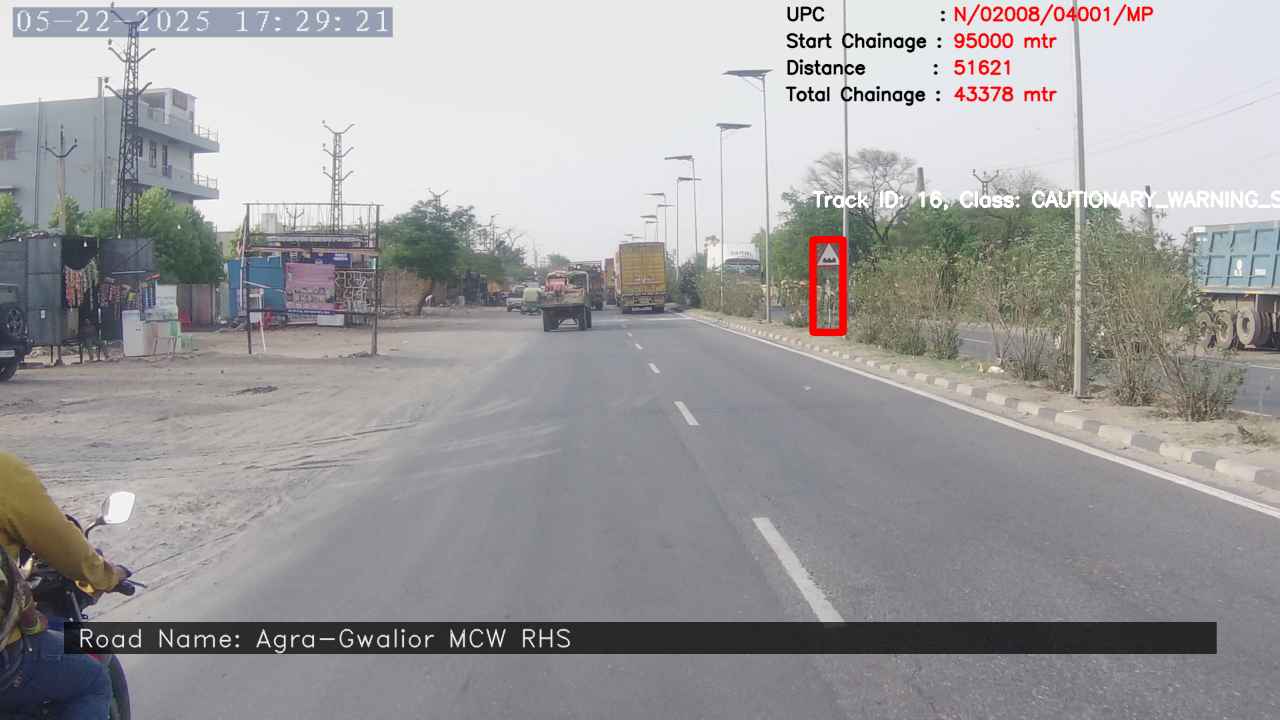 05-22-2025 17:29:21
UPC : N/02008/04001/MP
Start Chainage : 95000 mtr
Distance : 51621
Total Chainage : 43378 mtr
Track ID: 16, Class: CAUTIONARY_WARNING_S
Road Name: Agra-Gwalior MCW RHS